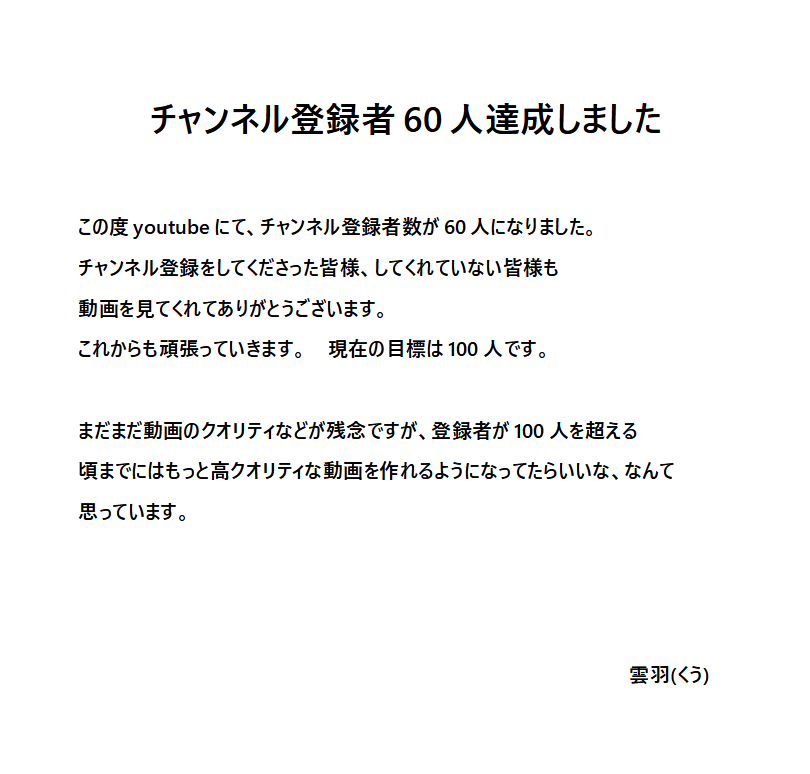 チャンネル登録者 60 人達成しました
この度 youtube にて、チャンネル登録者数が 60 人になりました。
チャンネル登録をしてくださった皆様、してくれていない皆様も
動画を見てくれてありがとうございます。
これからも頑張っていきます。　現在の目標は 100 人です。
まだまだ動画のクオリティなどが残念ですが、登録者が 100 人を超える
頃までにはもっと高クオリティな動画を作れるようになってたらいいな、なんて
思っています。
雲羽(くう)